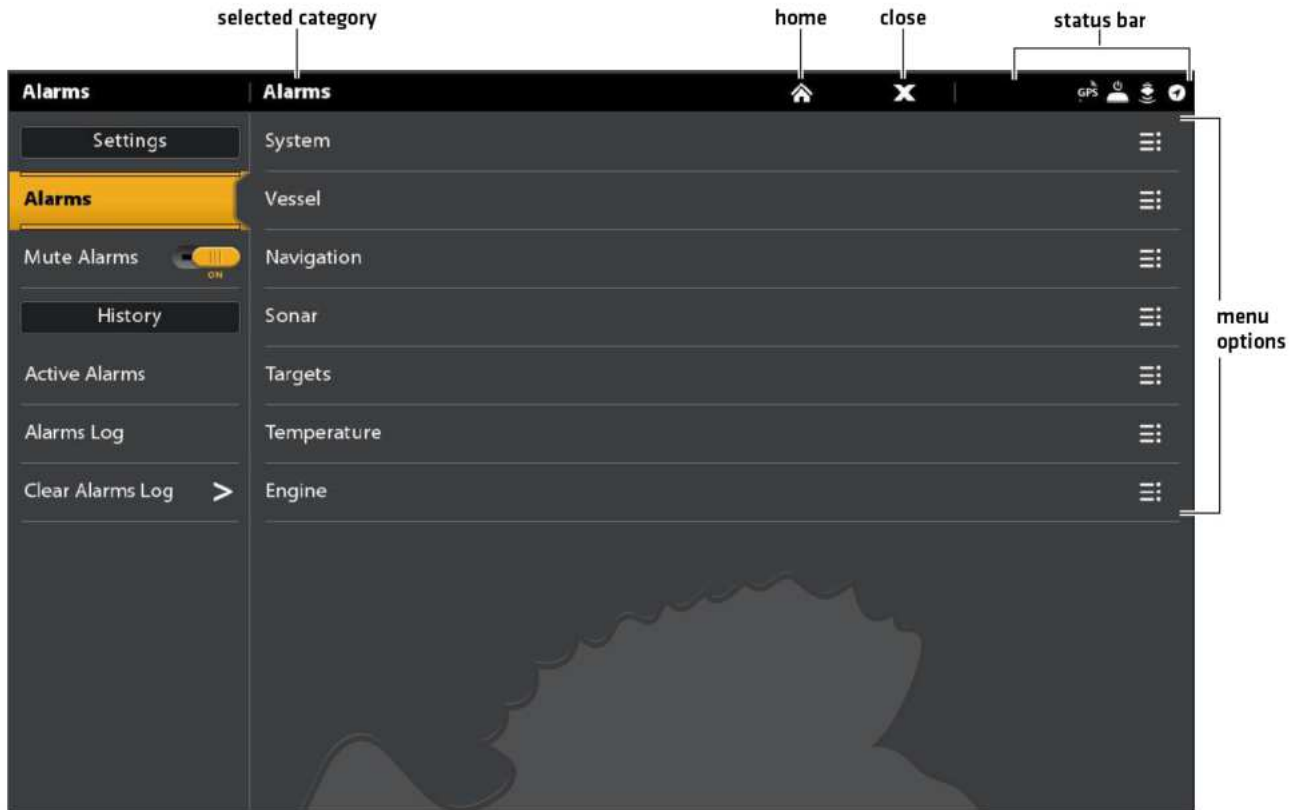 selected category
home
close
status bar
Alarms
Alarms
GPS
Settings
System
Alarms
Vessel
Mute Alarms
ON
Navigation
History
Sonar
menu
options
Active Alarms
Targets
Alarms Log
Temperature
Clear Alarms Log >
Engine